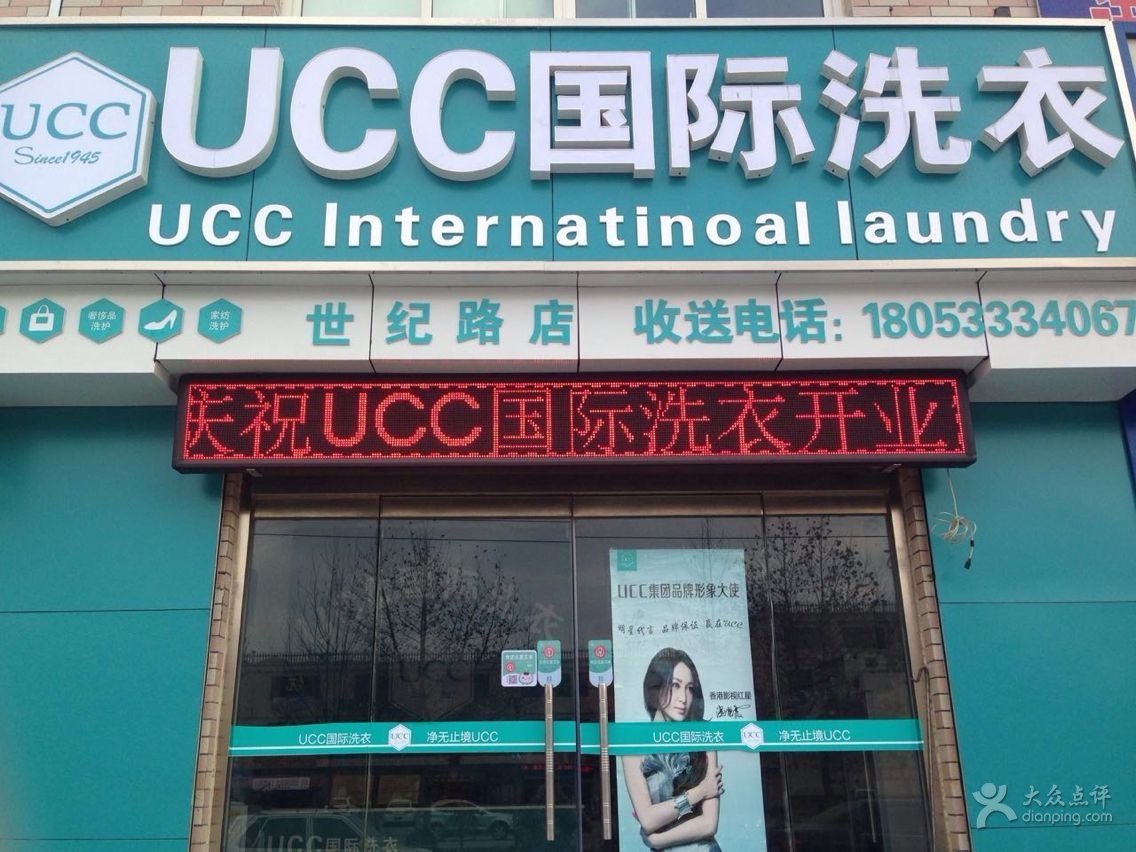 UCC
Since1945
UCC国际洗衣
UCC Internatinoal laundry
奢侈品
洗护
家纺
洗护
世纪路店
收送电话:18053334067
庆祝UCC国际洗衣开业
UCC集团品牌形象大使
明星代言 品牌保证 赢在ucc
香港影视红星
UCC国际洗衣 UCC 净无止境UCC
UCC国际洗衣 UCC 净无止境UCC
UCC国际洗衣
大众点评
dianping.com